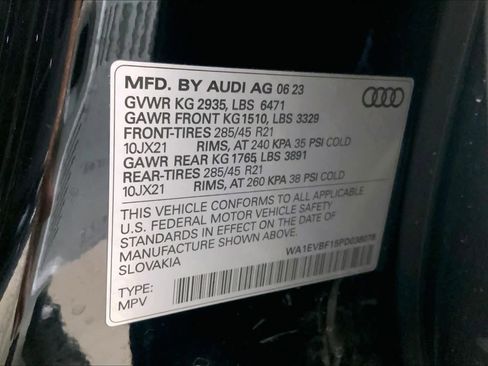 MFD. BY AUDI AG 06 23
GVWR KG 2935, LBS 6471
GAWR FRONT KG1510, LBS 3329
FRONT-TIRES 285/45 R21
10JX21 RIMS, AT 240 KPA 35 PSI COLD
GAWR REAR KG 1765, LBS 3891
REAR-TIRES 285/45 R21
10JX21 RIMS, AT 260 KPA 38 PSI COLD
THIS VEHICLE CONFORMS TO ALL APPLICABLE
U.S. FEDERAL MOTOR VEHICLE SAFETY
STANDARDS IN EFFECT ON THE DATE OF
MANUFACTURE SHOWN ABOVE.
SLOVAKIA WA1EVBF15PD038076
TYPE:
MPV